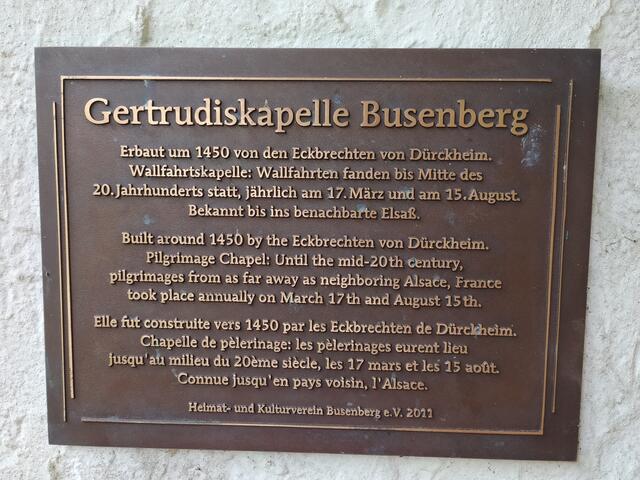 Gertrudiskapelle Busenberg
Erbaut um 1450 von den Eckbrechten von Dürckheim.
Wallfahrtskapelle: Wallfahrten fanden bis Mitte des
20. Jahrhunderts statt, jährlich am 17. März und am 15. August.
Bekannt bis ins benachbarte Elsaß.
Built around 1450 by the Eckbrechten von Dürckheim.
Pilgrimage Chapel: Until the mid-20th century,
pilgrimages from as far away as neighboring Alsace, France
took place annually on March 17th and August 15th.
Elle fut construite vers 1450 par les Eckbrechten de Dürckheim.
Chapelle de pèlerinage: les pèlerinages eurent lieu
jusqu'au milieu du 20ème siècle, les 17 mars et les 15 août.
Connue jusqu'en pays voisin, l'Alsace.
Heimat- und Kulturverein Busenberg e.V. 2011